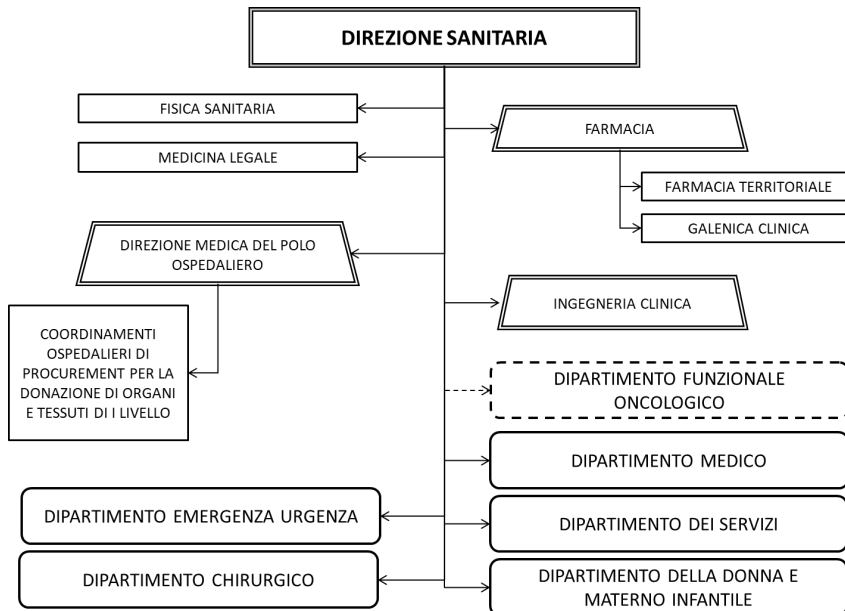 DIREZIONE SANITARIA
FISICA SANITARIA
FARMACIA
MEDICINA LEGALE
FARMACIA TERRITORIALE
GALENICA CLINICA
DIREZIONE MEDICA DEL POLO
OSPEDALIERO
INGEGNERIA CLINICA
COORDINAMENTI
OSPEDALIERI DI
PROCUREMENT PER LA
DONAZIONE DI ORGANI
E TESSUTI DI I LIVELLO
DIPARTIMENTO FUNZIONALE
ONCOLOGICO
DIPARTIMENTO MEDICO
DIPARTIMENTO EMERGENZA URGENZA
DIPARTIMENTO DEI SERVIZI
DIPARTIMENTO CHIRURGICO
DIPARTIMENTO DELLA DONNA E
MATERNO INFANTILE